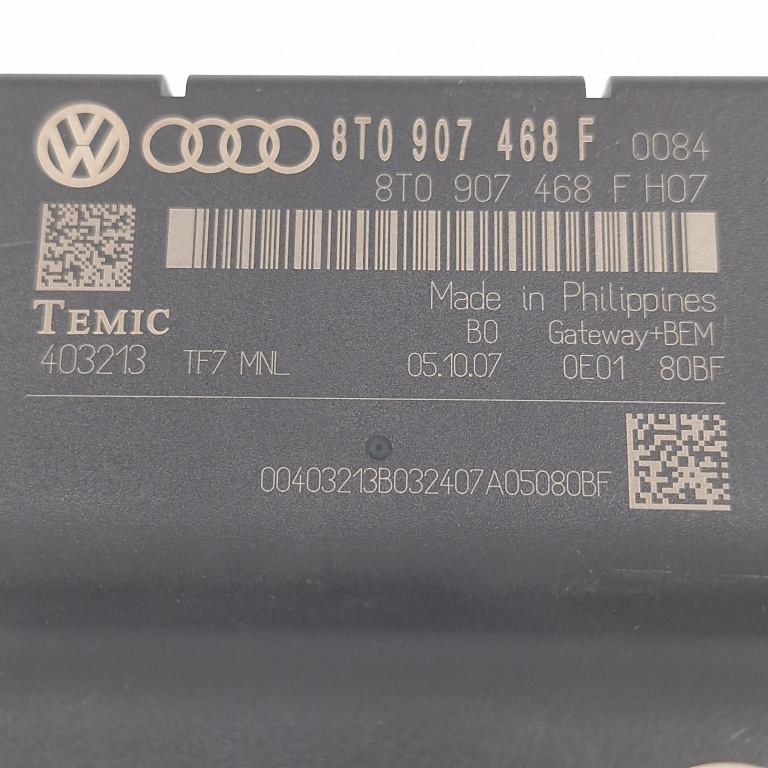 8T0 907 468 F 0084
8T0 907 468 F H07
Made in Philippines
TEMIC B0 Gateway+BEM
403213 TF7 MNL 05.10.07 0E01 80BF
00403213B032407A05080BF